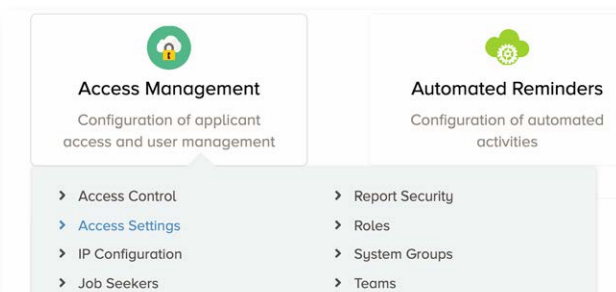 Access Management
Configuration of applicant
access and user management
Automated Reminders
Configuration of automated
activities
Access Control
Access Settings
IP Configuration
Job Seekers
Report Security
Roles
System Groups
Teams